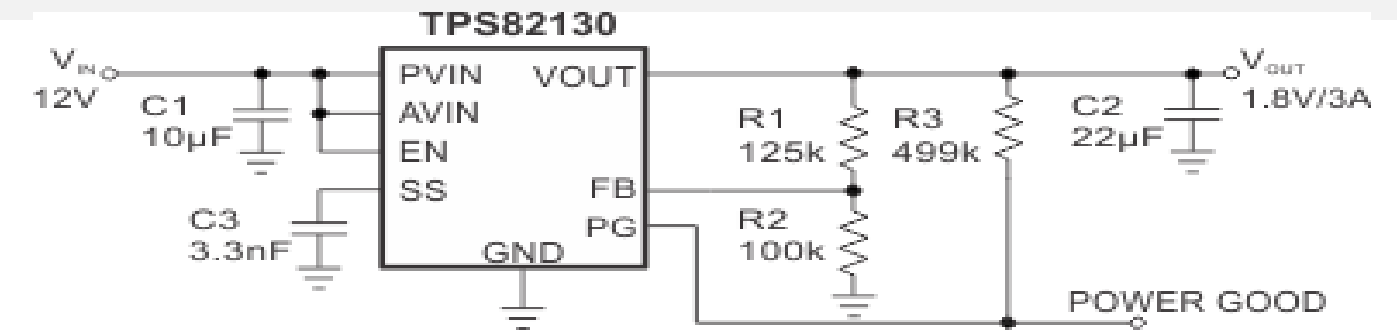 TPS82130
VIN
12V
C1
10µF
C3
3.3nF
PVIN
AVIN
EN
SS
GND
VOUT
FB
PG
R1
125k
R2
100k
R3
499k
C2
22µF
VOUT
1.8V/3A
POWER GOOD